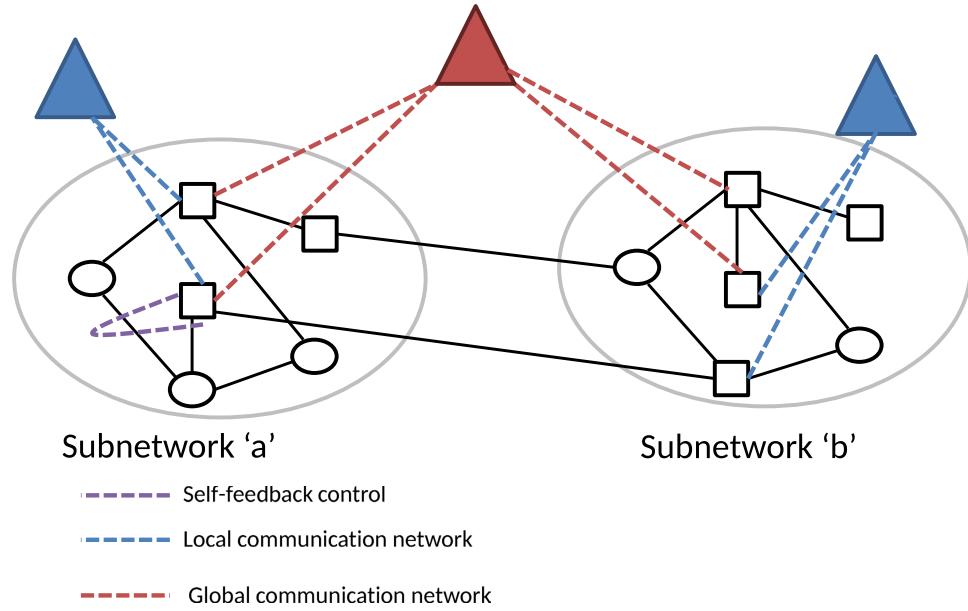 Subnetwork ‘a’
Subnetwork ‘b’
Self-feedback control
Local communication network
Global communication network